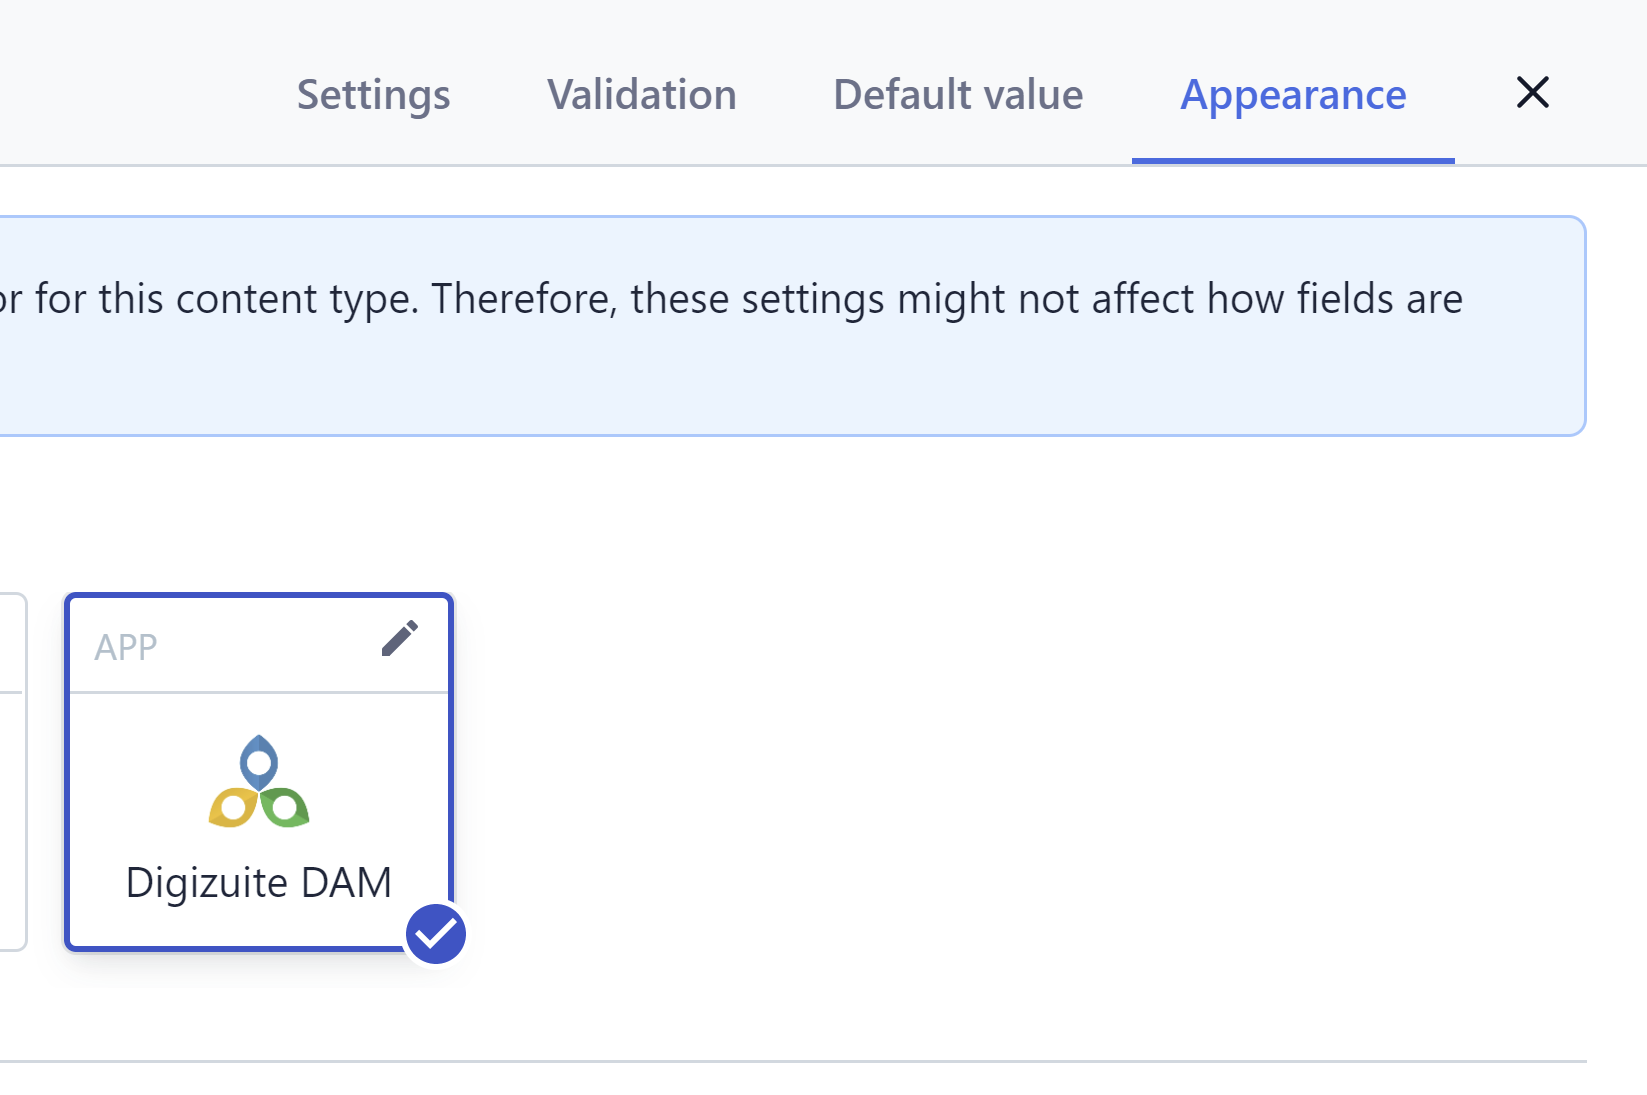 Settings Validation Default value Appearance
or for this content type. Therefore, these settings might not affect how fields are
APP
Digizuite DAM